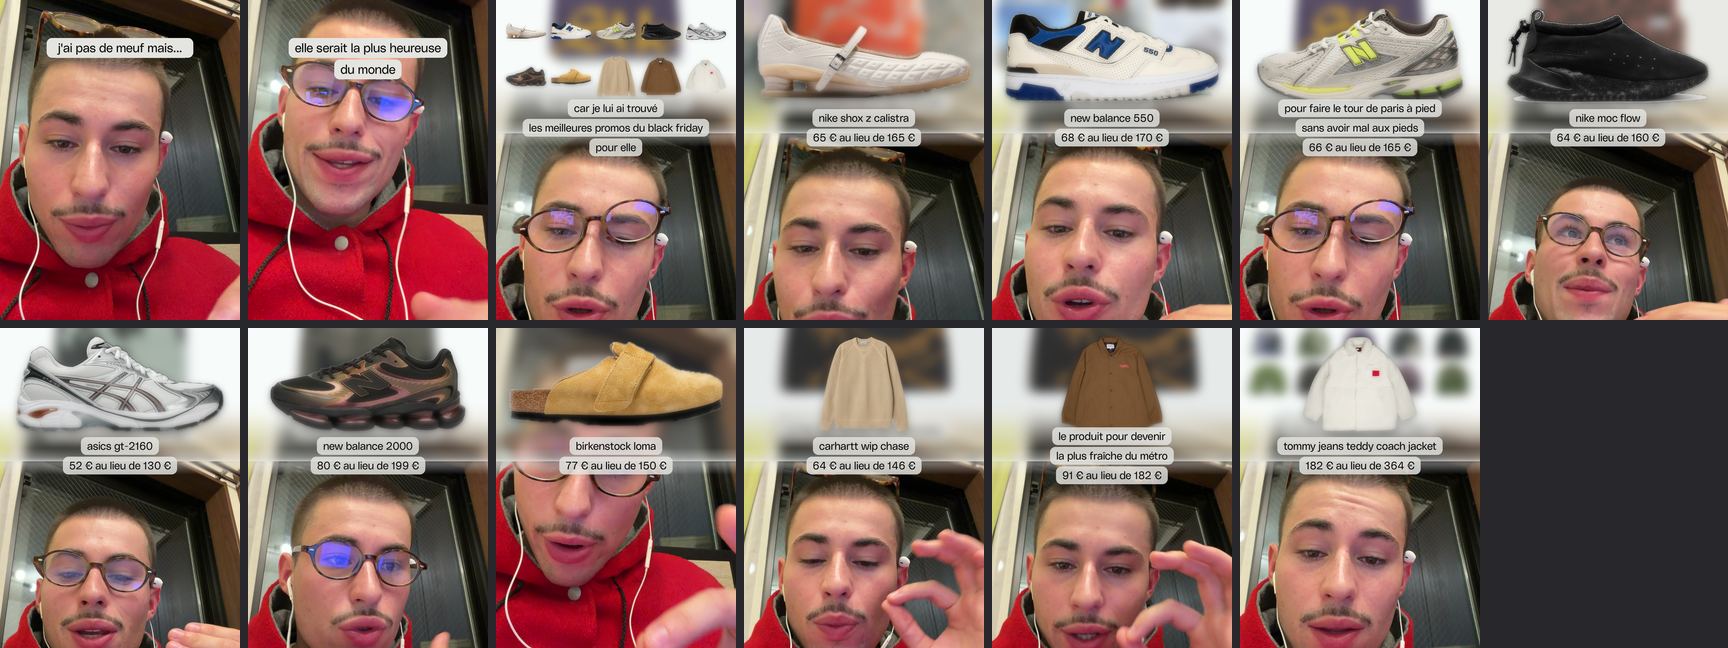 j'ai pas de meuf mais...
elle serait la plus heureuse
du monde
car je lui ai trouvé
les meilleures promos du black friday
pour elle
nike shox z calistra
65 € au lieu de 165 €
N
550
new balance 550
68 € au lieu de 170 €
N
pour faire le tour de paris à pied
sans avoir mal aux pieds
66 € au lieu de 165 €
nike moc flow
64 € au lieu de 160 €
asics gt-2160
52 € au lieu de 130 €
N
new balance 2000
80 € au lieu de 199 €
birkenstock loma
77 € au lieu de 150 €
carhartt wip chase
64 € au lieu de 146 €
le produit pour devenir
la plus fraîche du métro
91 € au lieu de 182 €
tommy jeans teddy coach jacket
182 € au lieu de 364 €